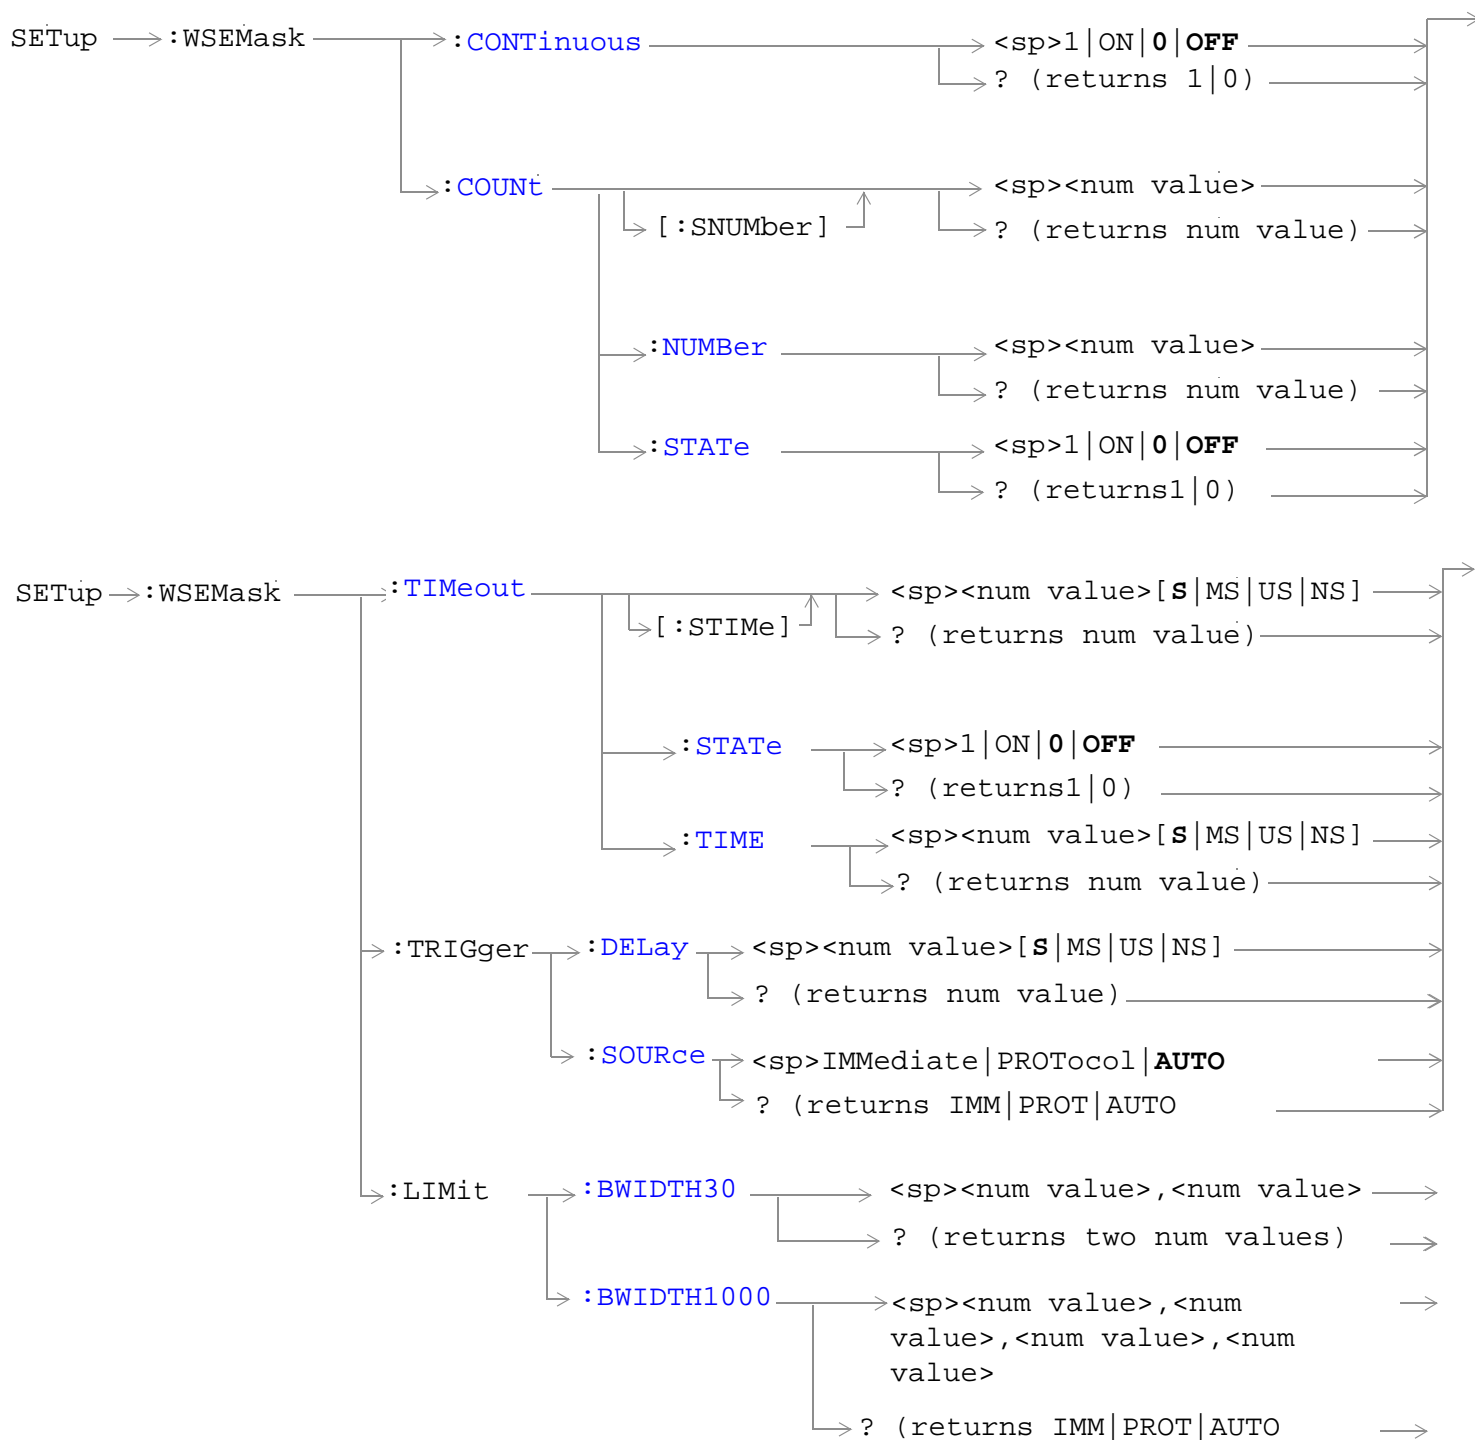 SETup :WSEMask :CONTinuous <sp>1|ON|0|OFF
? (returns 1|0)
:COUNt <sp><num value>
[:SNUMber] ? (returns num value)
:NUMBer <sp><num value>
? (returns num value)
:STATe <sp>1|ON|0|OFF
? (returns1|0)
SETup :WSEMask :TIMeout <sp><num value>[S|MS|US|NS]
[:STIMe] ? (returns num value)
:STATe <sp>1|ON|0|OFF
? (returns1|0)
:TIME <sp><num value>[S|MS|US|NS]
? (returns num value)
:TRIGger :DELay <sp><num value>[S|MS|US|NS]
? (returns num value)
:SOURce <sp>IMMediate|PROTocol|AUTO
? (returns IMM|PROT|AUTO
:LIMit :BWIDTH30 <sp><num value>,<num value>
? (returns two num values)
:BWIDTH1000 <sp><num value>,<num
value>,<num value>,<num
value>
? (returns IMM|PROT|AUTO